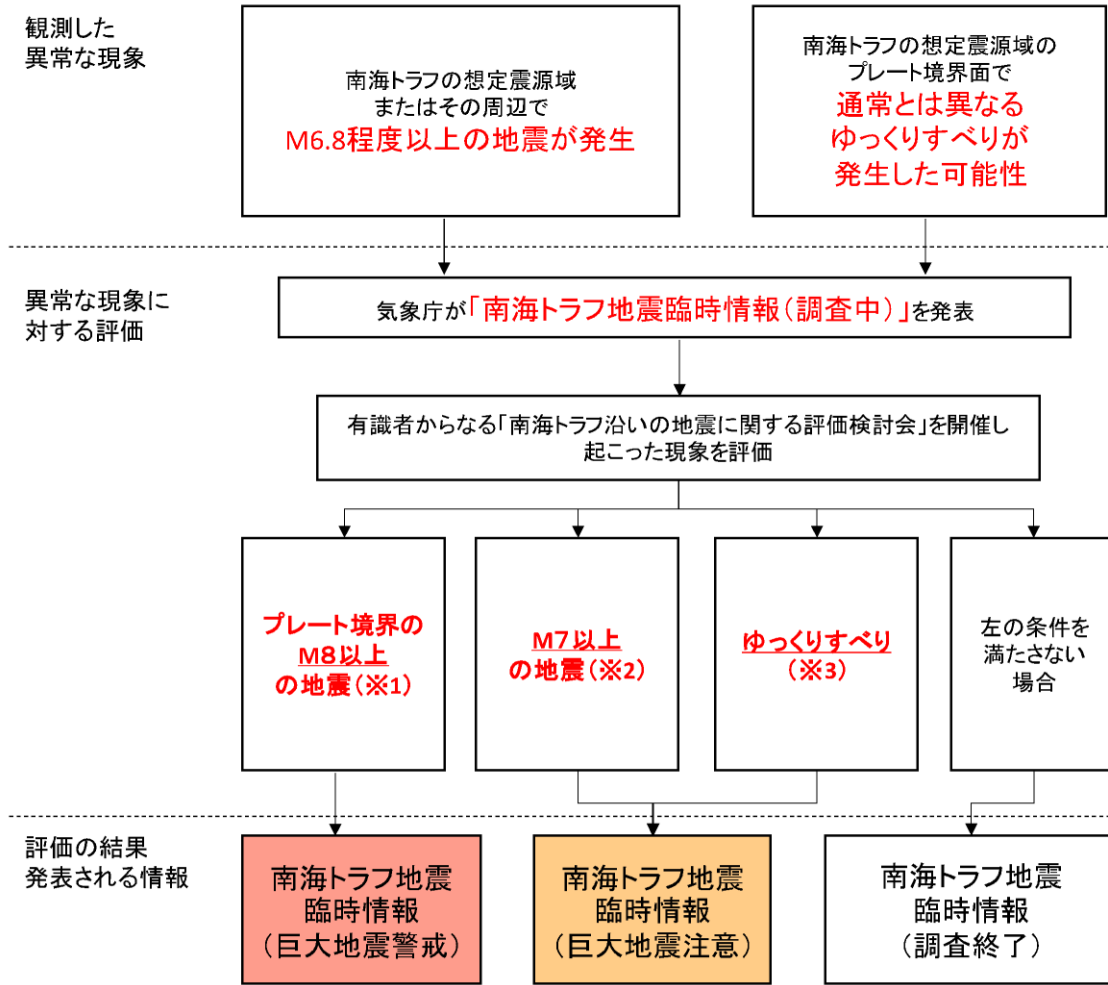 観測した
異常な現象
南海トラフの想定震源域
またはその周辺で
M6.8程度以上の地震が発生
南海トラフの想定震源域の
プレート境界面で
通常とは異なる
ゆっくりすべりが
発生した可能性
異常な現象に
対する評価
気象庁が「南海トラフ地震臨時情報(調査中)」を発表
有識者からなる「南海トラフ沿いの地震に関する評価検討会」を開催し
起こった現象を評価
プレート境界の
M8以上
の地震(※1)
M7以上
の地震(※2)
ゆっくりすべり
(※3)
左の条件を
満たさない
場合
評価の結果
発表される情報
南海トラフ地震
臨時情報
(巨大地震警戒)
南海トラフ地震
臨時情報
(巨大地震注意)
南海トラフ地震
臨時情報
(調査終了)